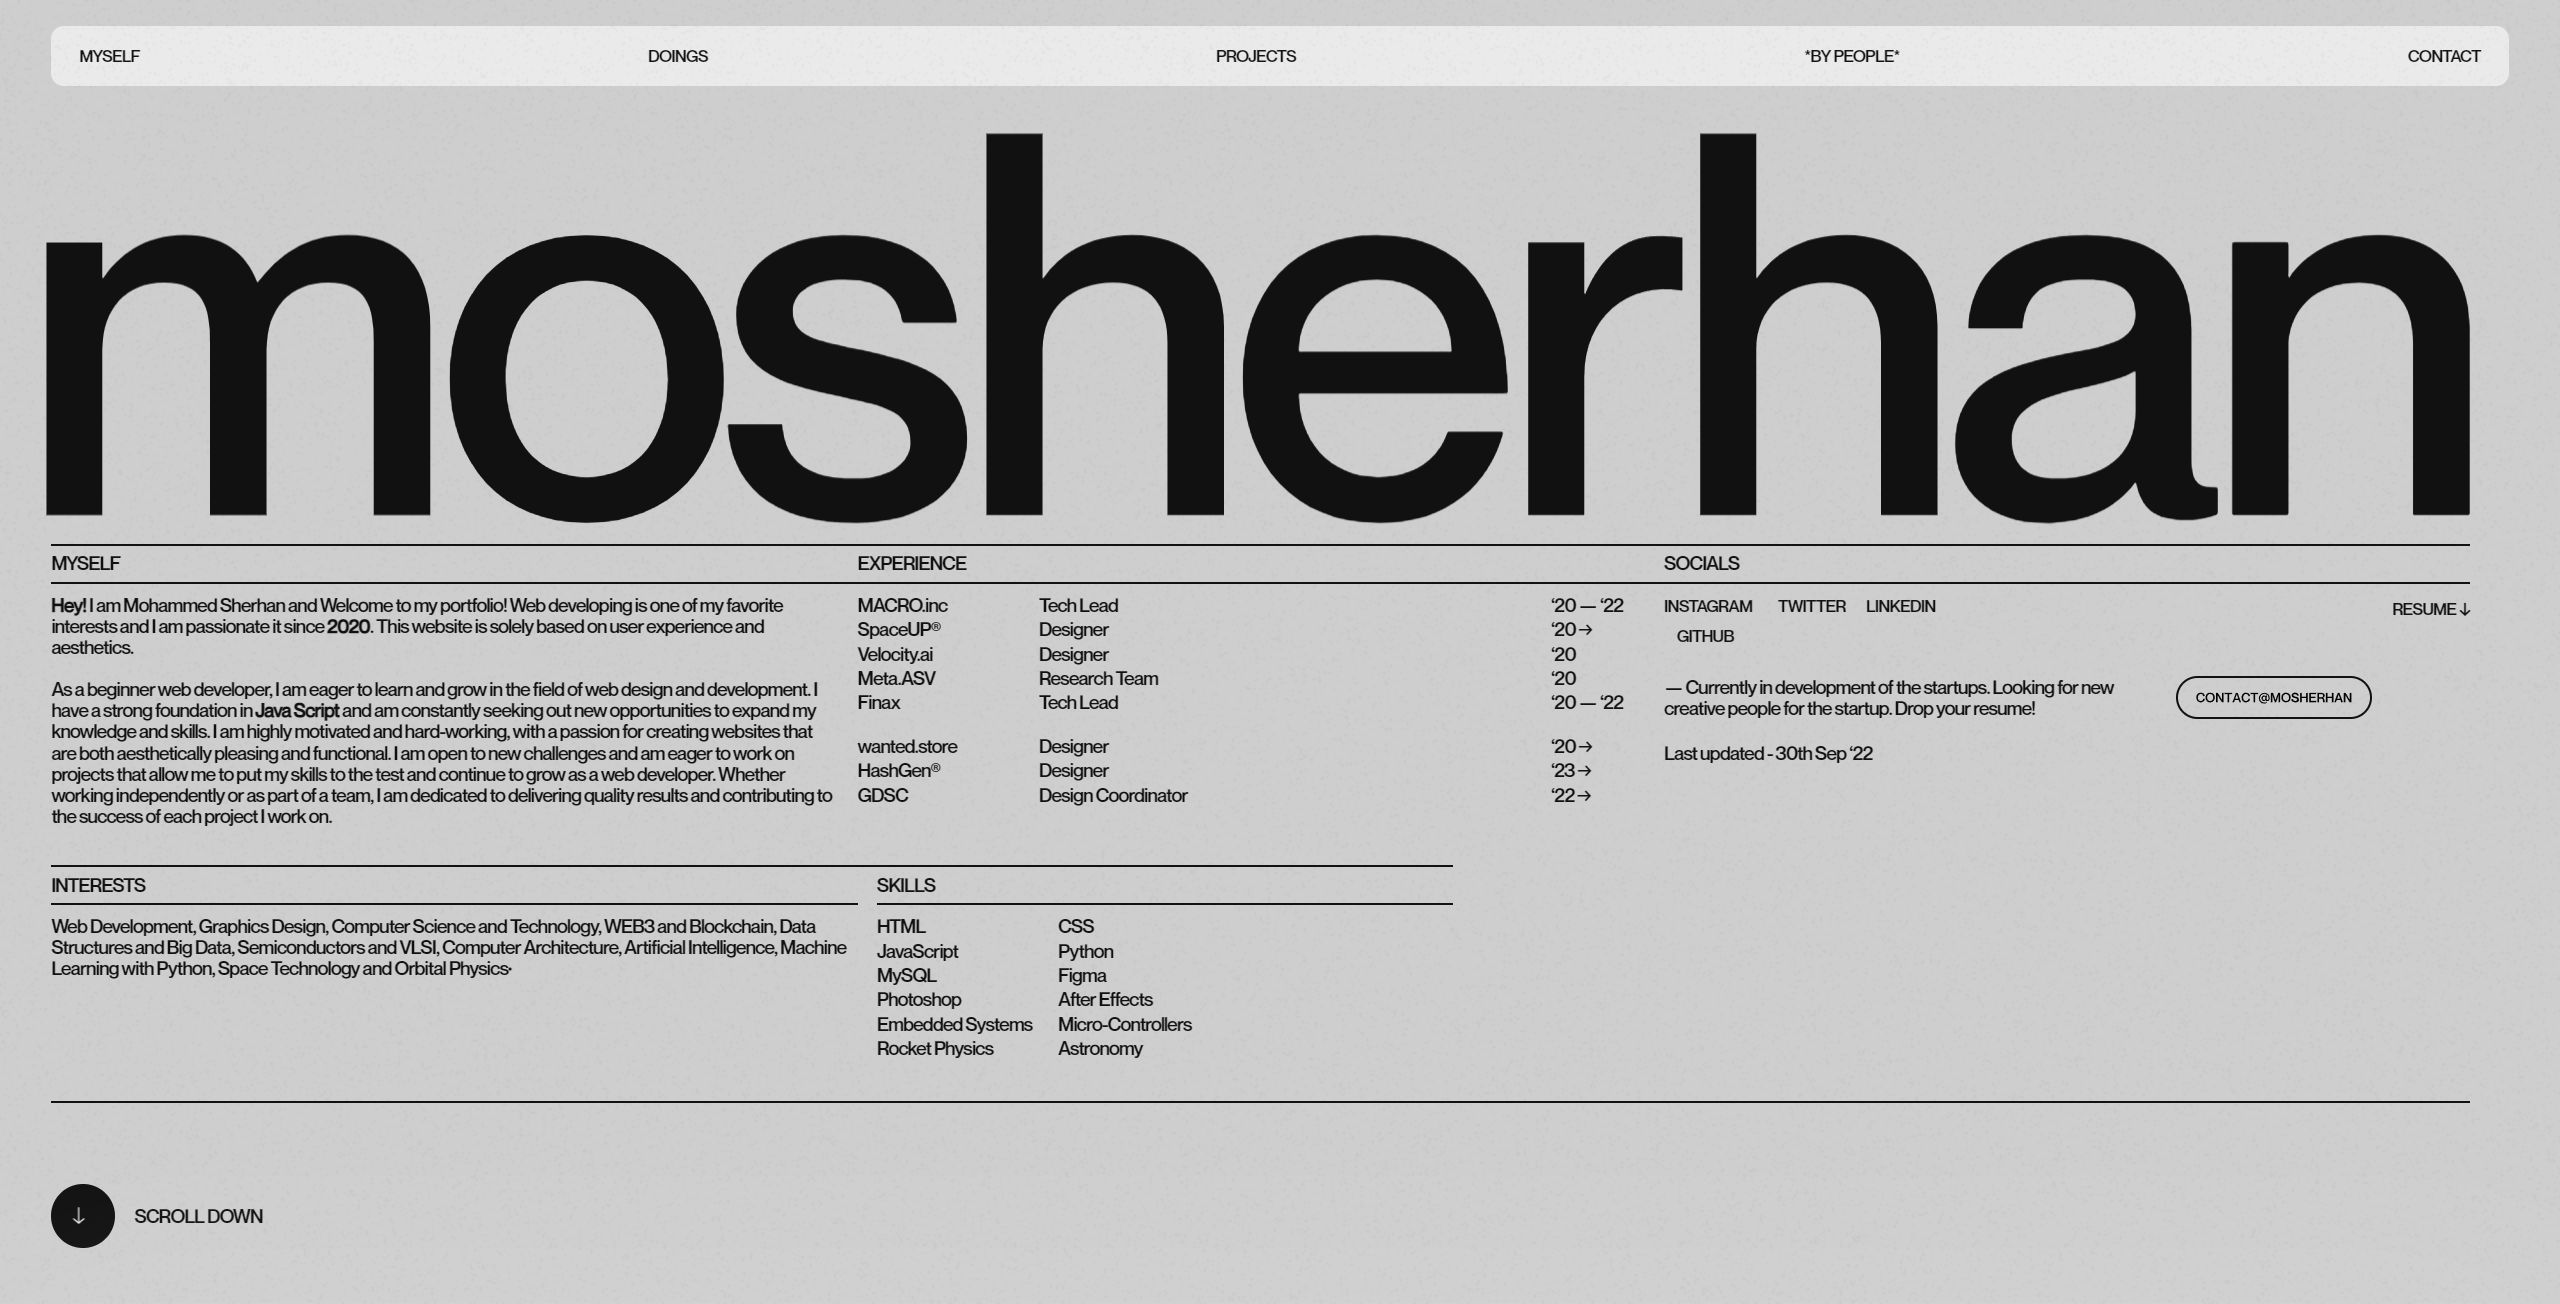 MYSELF DOINGS PROJECTS *BY PEOPLE* CONTACT
mosherhan
MYSELF
Hey! I am Mohammed Sherhan and Welcome to my portfolio! Web developing is one of my favorite
interests and I am passionate it since 2020. This website is solely based on user experience and
aesthetics.
As a beginner web developer, I am eager to learn and grow in the field of web design and development. I
have a strong foundation in Java Script and am constantly seeking out new opportunities to expand my
knowledge and skills. I am highly motivated and hard-working, with a passion for creating websites that
are both aesthetically pleasing and functional. I am open to new challenges and am eager to work on
projects that allow me to put my skills to the test and continue to grow as a web developer. Whether
working independently or as part of a team, I am dedicated to delivering quality results and contributing to
the success of each project I work on.
EXPERIENCE
MACRO.inc Tech Lead ‘20 — ‘22
SpaceUP® Designer ‘20 →
Velocity.ai Designer ‘20
Meta.ASV Research Team ‘20
Finax Tech Lead ‘20 — ‘22
wanted.store Designer ‘20 →
HashGen® Designer ‘23 →
GDSC Design Coordinator ‘22 →
SOCIALS
INSTAGRAM TWITTER LINKEDIN
GITHUB
RESUME ↓
— Currently in development of the startups. Looking for new
creative people for the startup. Drop your resume!
CONTACT@MOSHERHAN
Last updated - 30th Sep ‘22
INTERESTS
Web Development, Graphics Design, Computer Science and Technology, WEB3 and Blockchain, Data
Structures and Big Data, Semiconductors and VLSI, Computer Architecture, Artificial Intelligence, Machine
Learning with Python, Space Technology and Orbital Physics·
SKILLS
HTML CSS
JavaScript Python
MySQL Figma
Photoshop After Effects
Embedded Systems Micro-Controllers
Rocket Physics Astronomy
↓ SCROLL DOWN